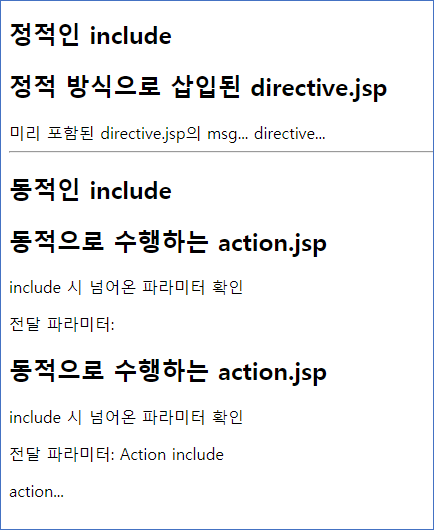 정적인 include
정적 방식으로 삽입된 directive.jsp
미리 포함된 directive.jsp의 msg... directive...
동적인 include
동적으로 수행하는 action.jsp
include 시 넘어온 파라미터 확인
전달 파라미터:
동적으로 수행하는 action.jsp
include 시 넘어온 파라미터 확인
전달 파라미터: Action include
action...